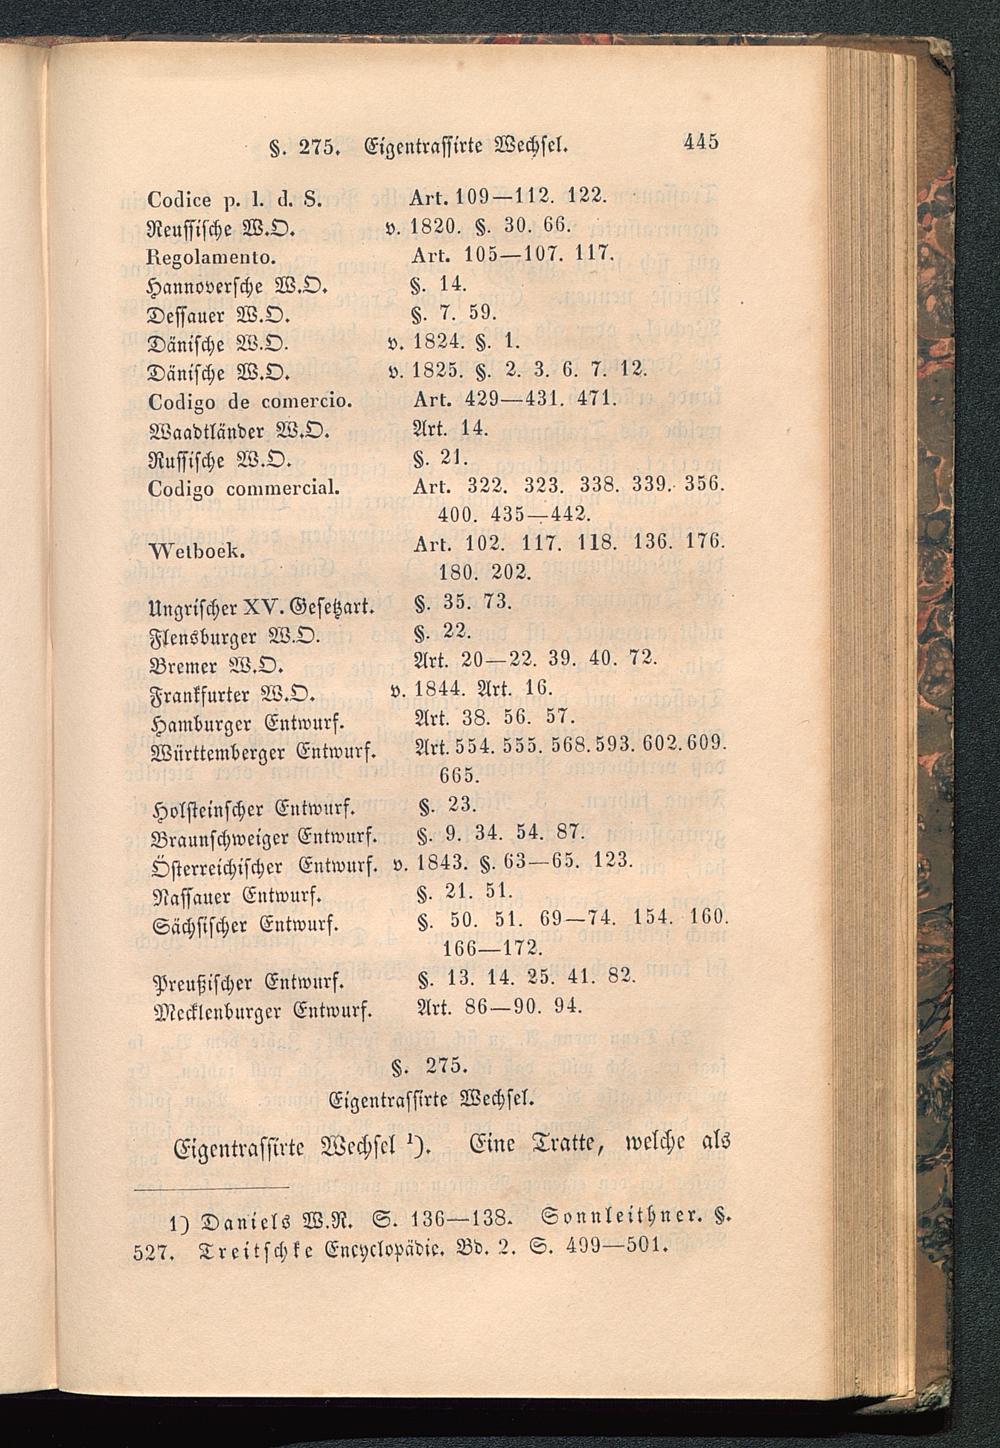 §. 275. Eigentrassirte Wechsel. 445
Codice p. l. d. S. Art. 109—112. 122.
Reussische W.O. v. 1820. §. 30. 66.
Regolamento. Art. 105—107. 117.
Hannoversche W.O. §. 14.
Dessauer W.O. §. 7. 59.
Dänische W.O. v. 1824. §. 1.
Dänische W.O. v. 1825. §. 2. 3. 6. 7. 12.
Codigo de comercio. Art. 429—431. 471.
Waadtländer W.O. Art. 14.
Russische W.O. §. 21.
Codigo commercial. Art. 322. 323. 338. 339. 356.
400. 435—442.
Wetboek. Art. 102. 117. 118. 136. 176.
180. 202.
Ungrischer XV. Gesetzart. §. 35. 73.
Flensburger W.O. §. 22.
Bremer W.O. Art. 20—22. 39. 40. 72.
Frankfurter W.O. v. 1844. Art. 16.
Hamburger Entwurf. Art. 38. 56. 57.
Württemberger Entwurf. Art. 554. 555. 568. 593. 602. 609.
665.
Holsteinscher Entwurf. §. 23.
Braunschweiger Entwurf. §. 9. 34. 54. 87.
Österreichischer Entwurf. v. 1843. §. 63—65. 123.
Nassauer Entwurf. §. 21. 51.
Sächsischer Entwurf. §. 50. 51. 69—74. 154. 160.
166—172.
Preußischer Entwurf. §. 13. 14. 25. 41. 82.
Mecklenburger Entwurf. Art. 86—90. 94.
§. 275.
Eigentrassirte Wechsel.
Eigentrassirte Wechsel ¹). Eine Tratte, welche als
1) Daniels W.R. S. 136—138. Sonnleithner. §.
527. Treitschke Encyclopädie. Bd. 2. S. 499—501.